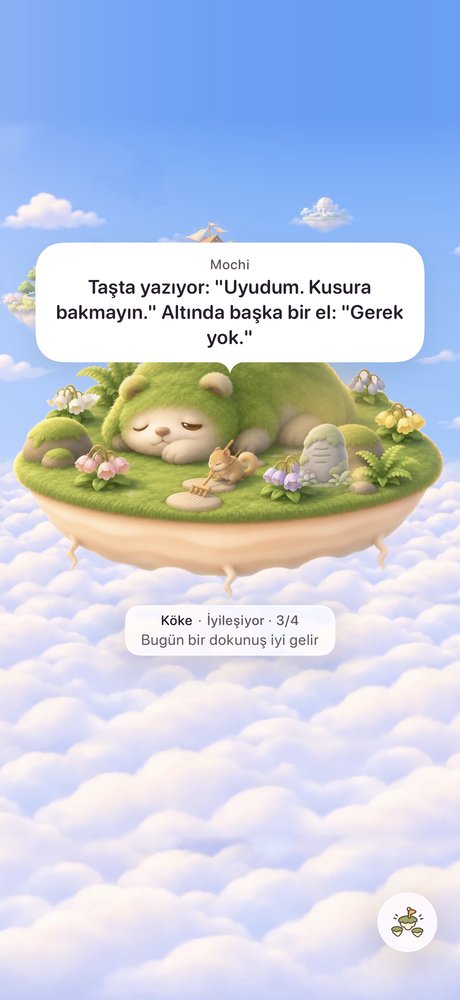 Mochi
Taşta yazıyor: "Uyudum. Kusura
bakmayın." Altında başka bir el: "Gerek
yok."
Köke · İyileşiyor · 3/4
Bugün bir dokunuş iyi gelir